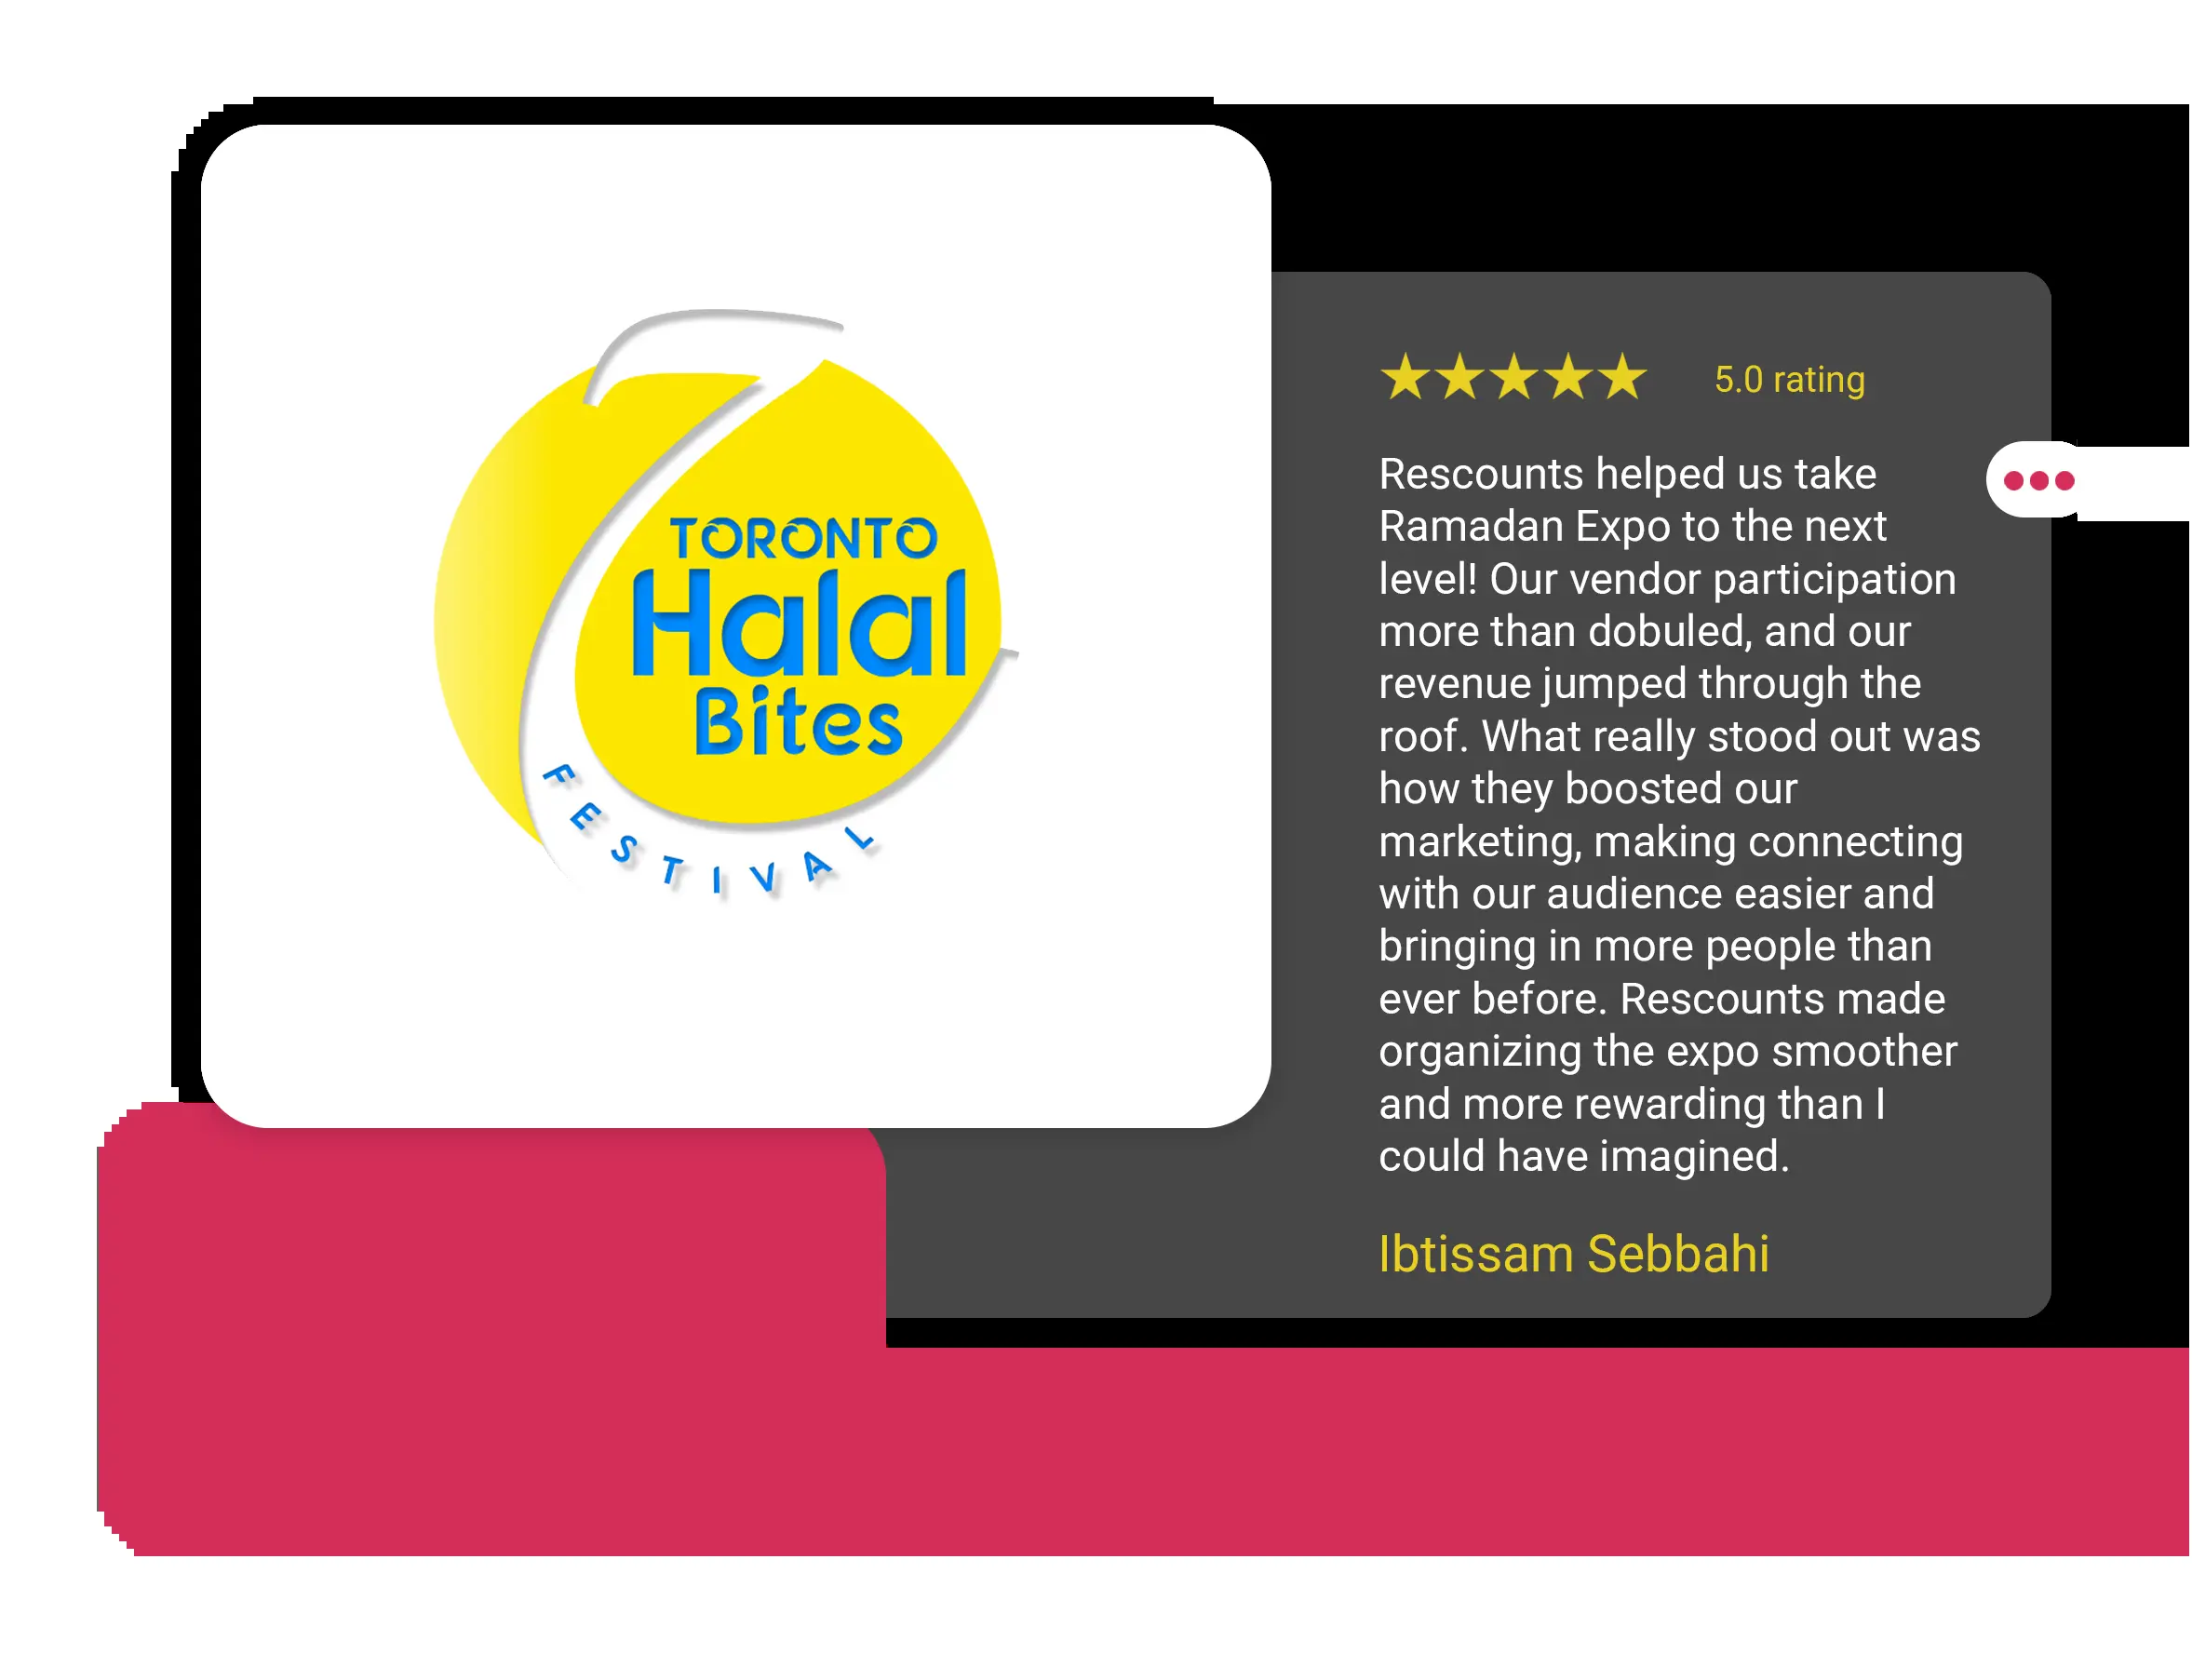 TORONTO
Halal
Bites
FESTIVAL
★★★★★ 5.0 rating
Rescounts helped us take
Ramadan Expo to the next
level! Our vendor participation
more than dobuled, and our
revenue jumped through the
roof. What really stood out was
how they boosted our
marketing, making connecting
with our audience easier and
bringing in more people than
ever before. Rescounts made
organizing the expo smoother
and more rewarding than I
could have imagined.
Ibtissam Sebbahi